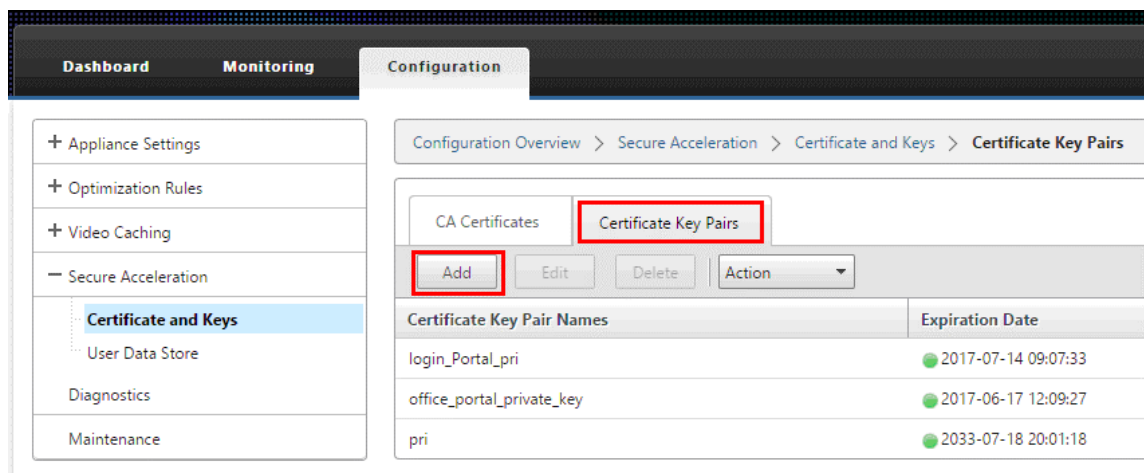 Dashboard Monitoring Configuration
+ Appliance Settings
+ Optimization Rules
+ Video Caching
− Secure Acceleration
Certificate and Keys
User Data Store
Diagnostics
Maintenance
Configuration Overview > Secure Acceleration > Certificate and Keys > Certificate Key Pairs
CA Certificates Certificate Key Pairs
Add Edit Delete Action
Certificate Key Pair Names Expiration Date
login_Portal_pri 2017-07-14 09:07:33
office_portal_private_key 2017-06-17 12:09:27
pri 2033-07-18 20:01:18